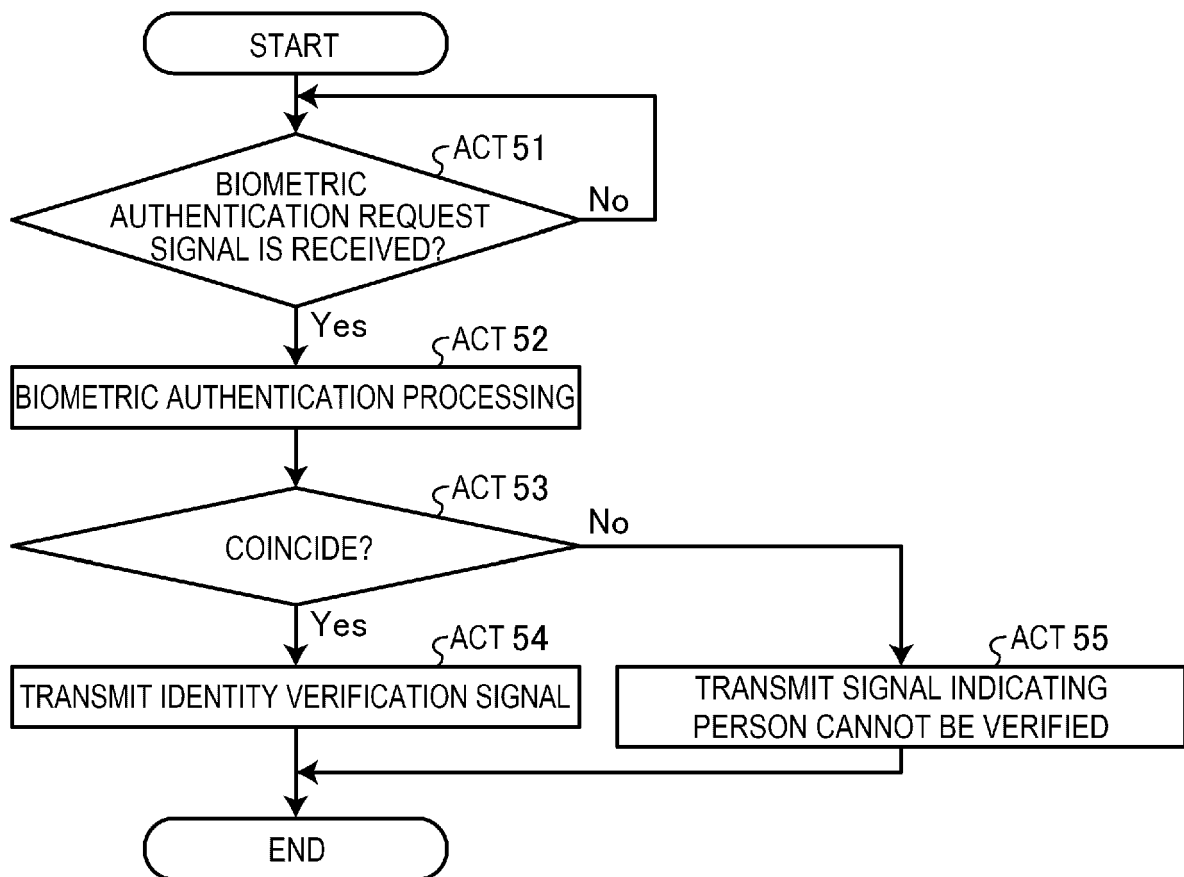 START
ACT 51
BIOMETRIC
AUTHENTICATION REQUEST
SIGNAL IS RECEIVED?
No
Yes
ACT 52
BIOMETRIC AUTHENTICATION PROCESSING
ACT 53
COINCIDE?
No
Yes
ACT 54
TRANSMIT IDENTITY VERIFICATION SIGNAL
ACT 55
TRANSMIT SIGNAL INDICATING
PERSON CANNOT BE VERIFIED
END